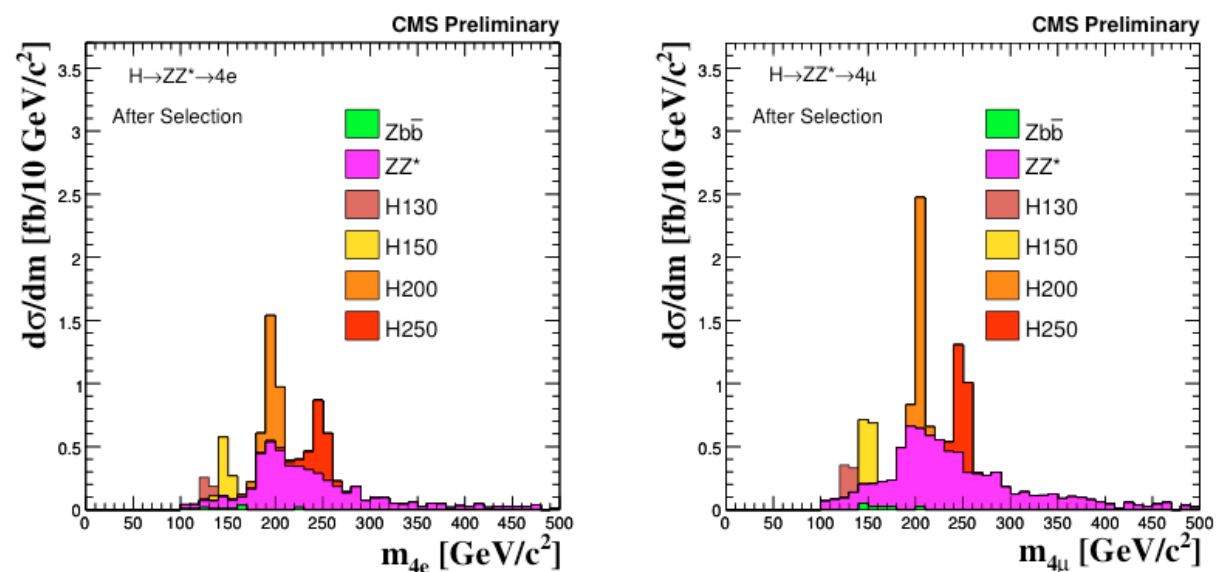 CMS Preliminary
dσ/dm [fb/10 GeV/c²]
3.5
3
2.5
2
1.5
1
0.5
0
H→ZZ*→4e
After Selection
Zbb̅
ZZ*
H130
H150
H200
H250
0 50 100 150 200 250 300 350 400 450 500
m₄ₑ [GeV/c²]
CMS Preliminary
dσ/dm [fb/10 GeV/c²]
3.5
3
2.5
2
1.5
1
0.5
0
H→ZZ*→4μ
After Selection
Zbb̅
ZZ*
H130
H150
H200
H250
0 50 100 150 200 250 300 350 400 450 500
m4μ [GeV/c²]